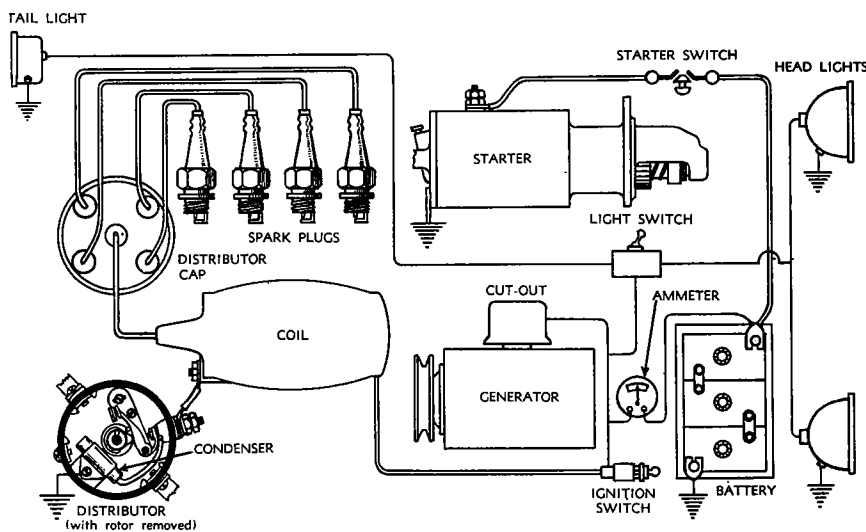 TAIL LIGHT
STARTER SWITCH
HEAD LIGHTS
STARTER
LIGHT SWITCH
SPARK PLUGS
DISTRIBUTOR
CAP
CUT-OUT
AMMETER
COIL
GENERATOR
CONDENSER
IGNITION
SWITCH
BATTERY
DISTRIBUTOR
(with rotor removed)